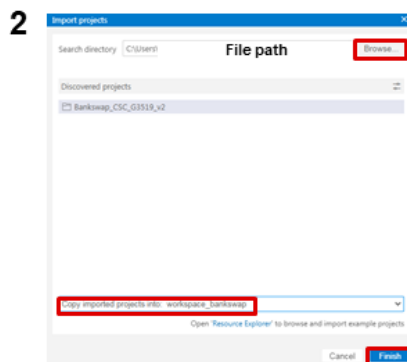 2
Import projects
Search directory C:\Users\ File path Browse...
Discovered projects
Bankswap_CSC_G3519_v2
Copy imported projects into: workspace_bankswap
Open 'Resource Explorer' to browse and import example projects
Cancel Finish